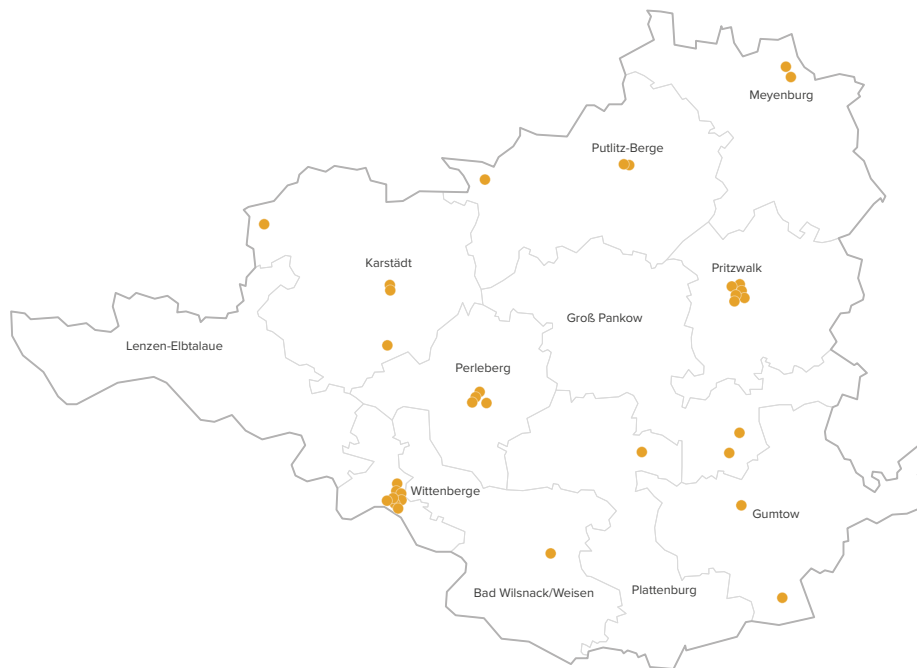 Meyenburg
Putlitz-Berge
Karstädt
Pritzwalk
Groß Pankow
Lenzen-Elbtalaue
Perleberg
Wittenberge
Gumtow
Bad Wilsnack/Weisen
Plattenburg